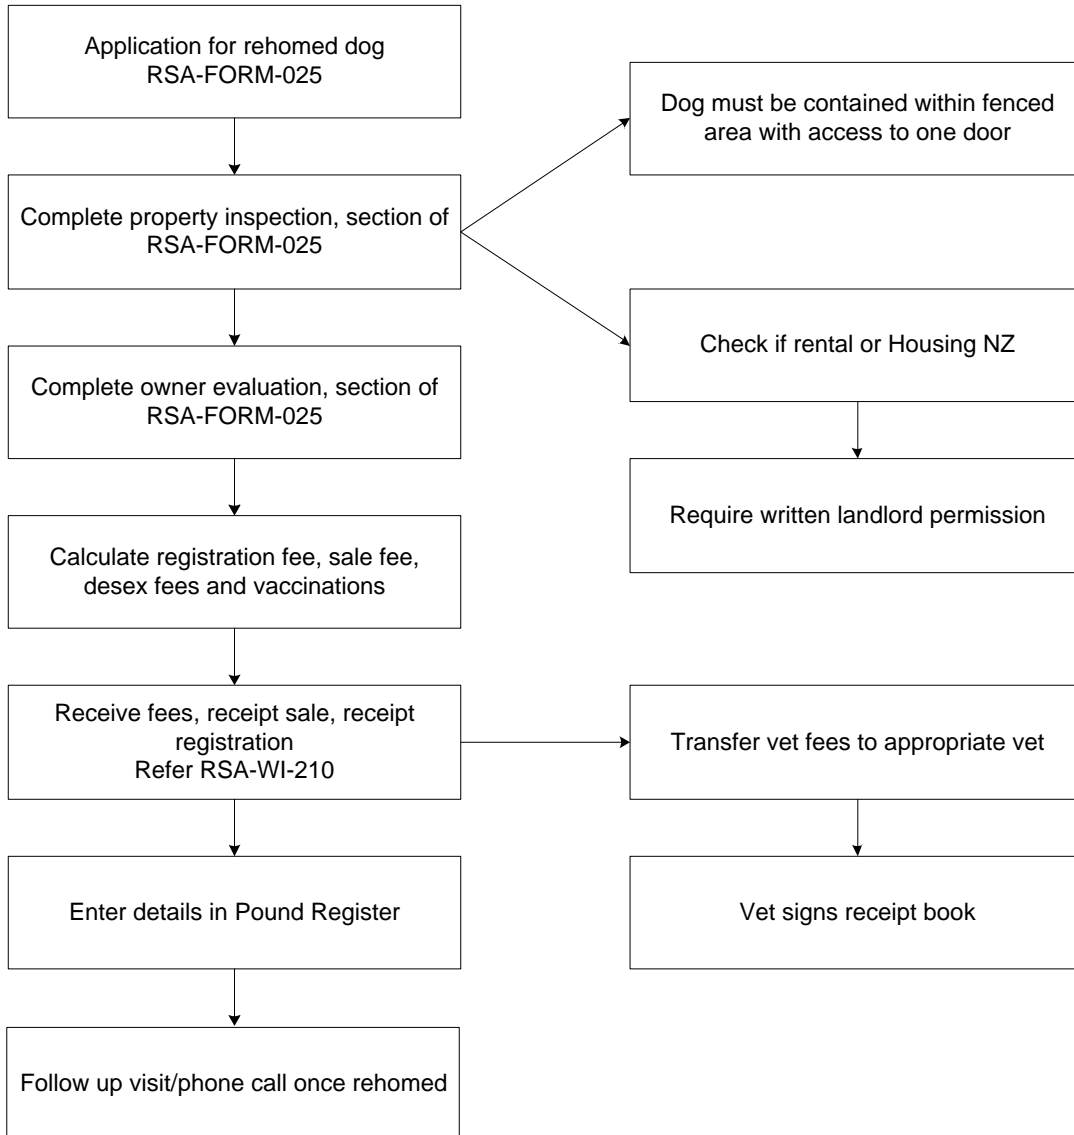 Application for rehomed dog
RSA-FORM-025
Dog must be contained within fenced
area with access to one door
Complete property inspection, section of
RSA-FORM-025
Check if rental or Housing NZ
Complete owner evaluation, section of
RSA-FORM-025
Require written landlord permission
Calculate registration fee, sale fee,
desex fees and vaccinations
Receive fees, receipt sale, receipt
registration
Refer RSA-WI-210
Transfer vet fees to appropriate vet
Enter details in Pound Register
Vet signs receipt book
Follow up visit/phone call once rehomed